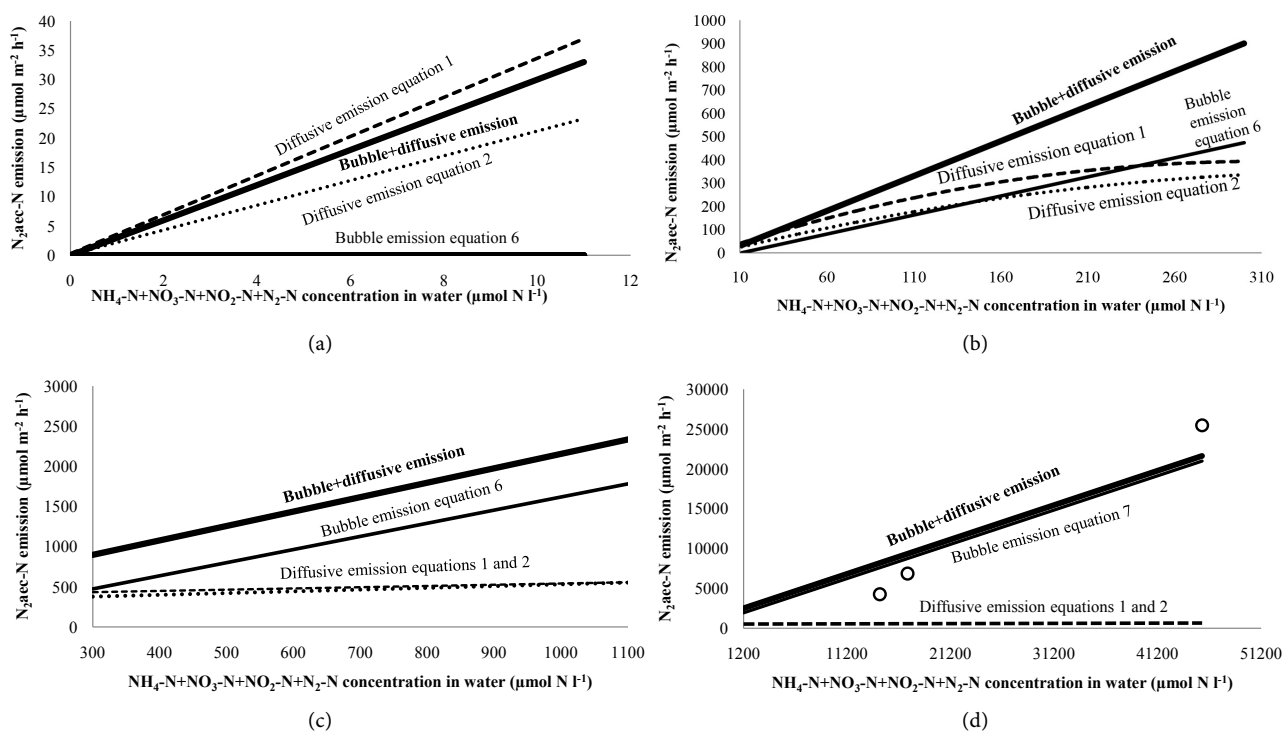 N₂aec-N emission (µmol m⁻² h⁻¹)
40
35
30
25
20
15
10
5
0
Diffusive emission equation 1
Bubble+diffusive emission
Diffusive emission equation 2
Bubble emission equation 6
0 2 4 6 8 10 12
NH₄-N+NO₃-N+NO₂-N+N₂-N concentration in water (µmol N l⁻¹)
(a)
N₂aec-N emission (µmol m⁻² h⁻¹)
1000
900
800
700
600
500
400
300
200
100
0
Bubble+diffusive emission
Bubble
emission
equation 6
Diffusive emission equation 1
Diffusive emission equation 2
10 60 110 160 210 260 310
NH₄-N+NO₃-N+NO₂-N+N₂-N concentration in water (µmol N l⁻¹)
(b)
N₂aec-N emission (µmol m⁻² h⁻¹)
3000
2500
2000
1500
1000
500
0
Bubble+diffusive emission
Bubble emission equation 6
Diffusive emission equations 1 and 2
300 400 500 600 700 800 900 1000 1100
NH₄-N+NO₃-N+NO₂-N+N₂-N concentration in water (µmol N l⁻¹)
(c)
N₂aec-N emission (µmol m⁻² h⁻¹)
30000
25000
20000
15000
10000
5000
0
Bubble+diffusive emission
Bubble emission equation 7
Diffusive emission equations 1 and 2
1200 11200 21200 31200 41200 51200
NH₄-N+NO₃-N+NO₂-N+N₂-N concentration in water (µmol N l⁻¹)
(d)